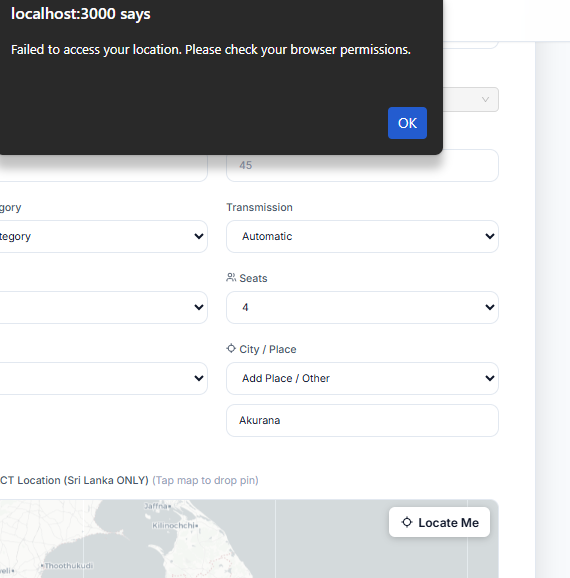 localhost:3000 says
Failed to access your location. Please check your browser permissions.
OK
45
gory
Transmission
tegory
Automatic
Seats
4
City / Place
Add Place / Other
Akurana
CT Location (Sri Lanka ONLY) (Tap map to drop pin)
Jaffna
Kilinochchi
Locate Me
Thoothukudi
veli